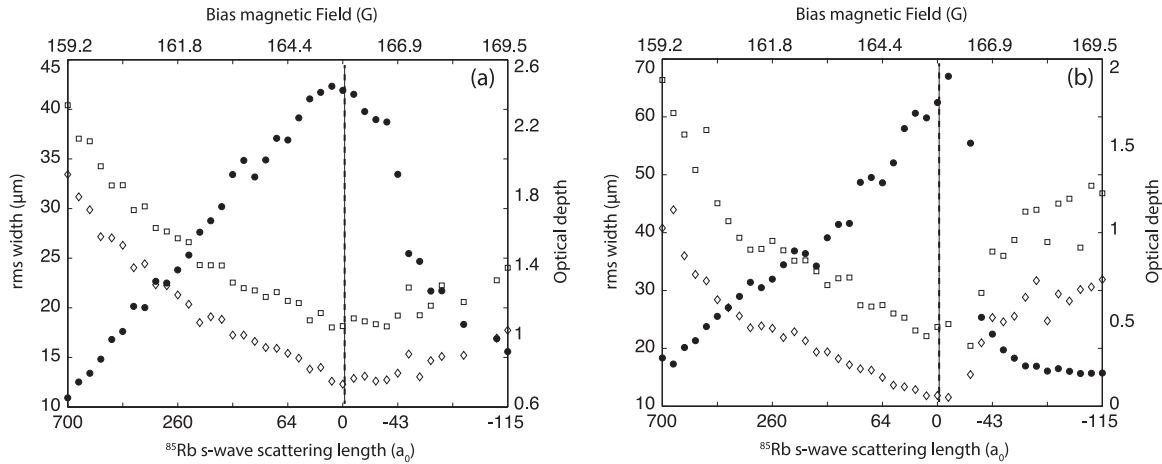 Bias magnetic Field (G)
159.2 161.8 164.4 166.9 169.5
45 40 35 30 25 20 15 10
rms width (μm)
(a)
2.6 2.2 1.8 1.4 1 0.6
Optical depth
700 260 64 0 -43 -115
⁸⁵Rb s-wave scattering length (a₀)
Bias magnetic Field (G)
159.2 161.8 164.4 166.9 169.5
70 60 50 40 30 20 10
rms width (μm)
(b)
2 1.5 1 0.5 0
Optical depth
700 260 64 0 -43 -115
⁸⁵Rb s-wave scattering length (a₀)